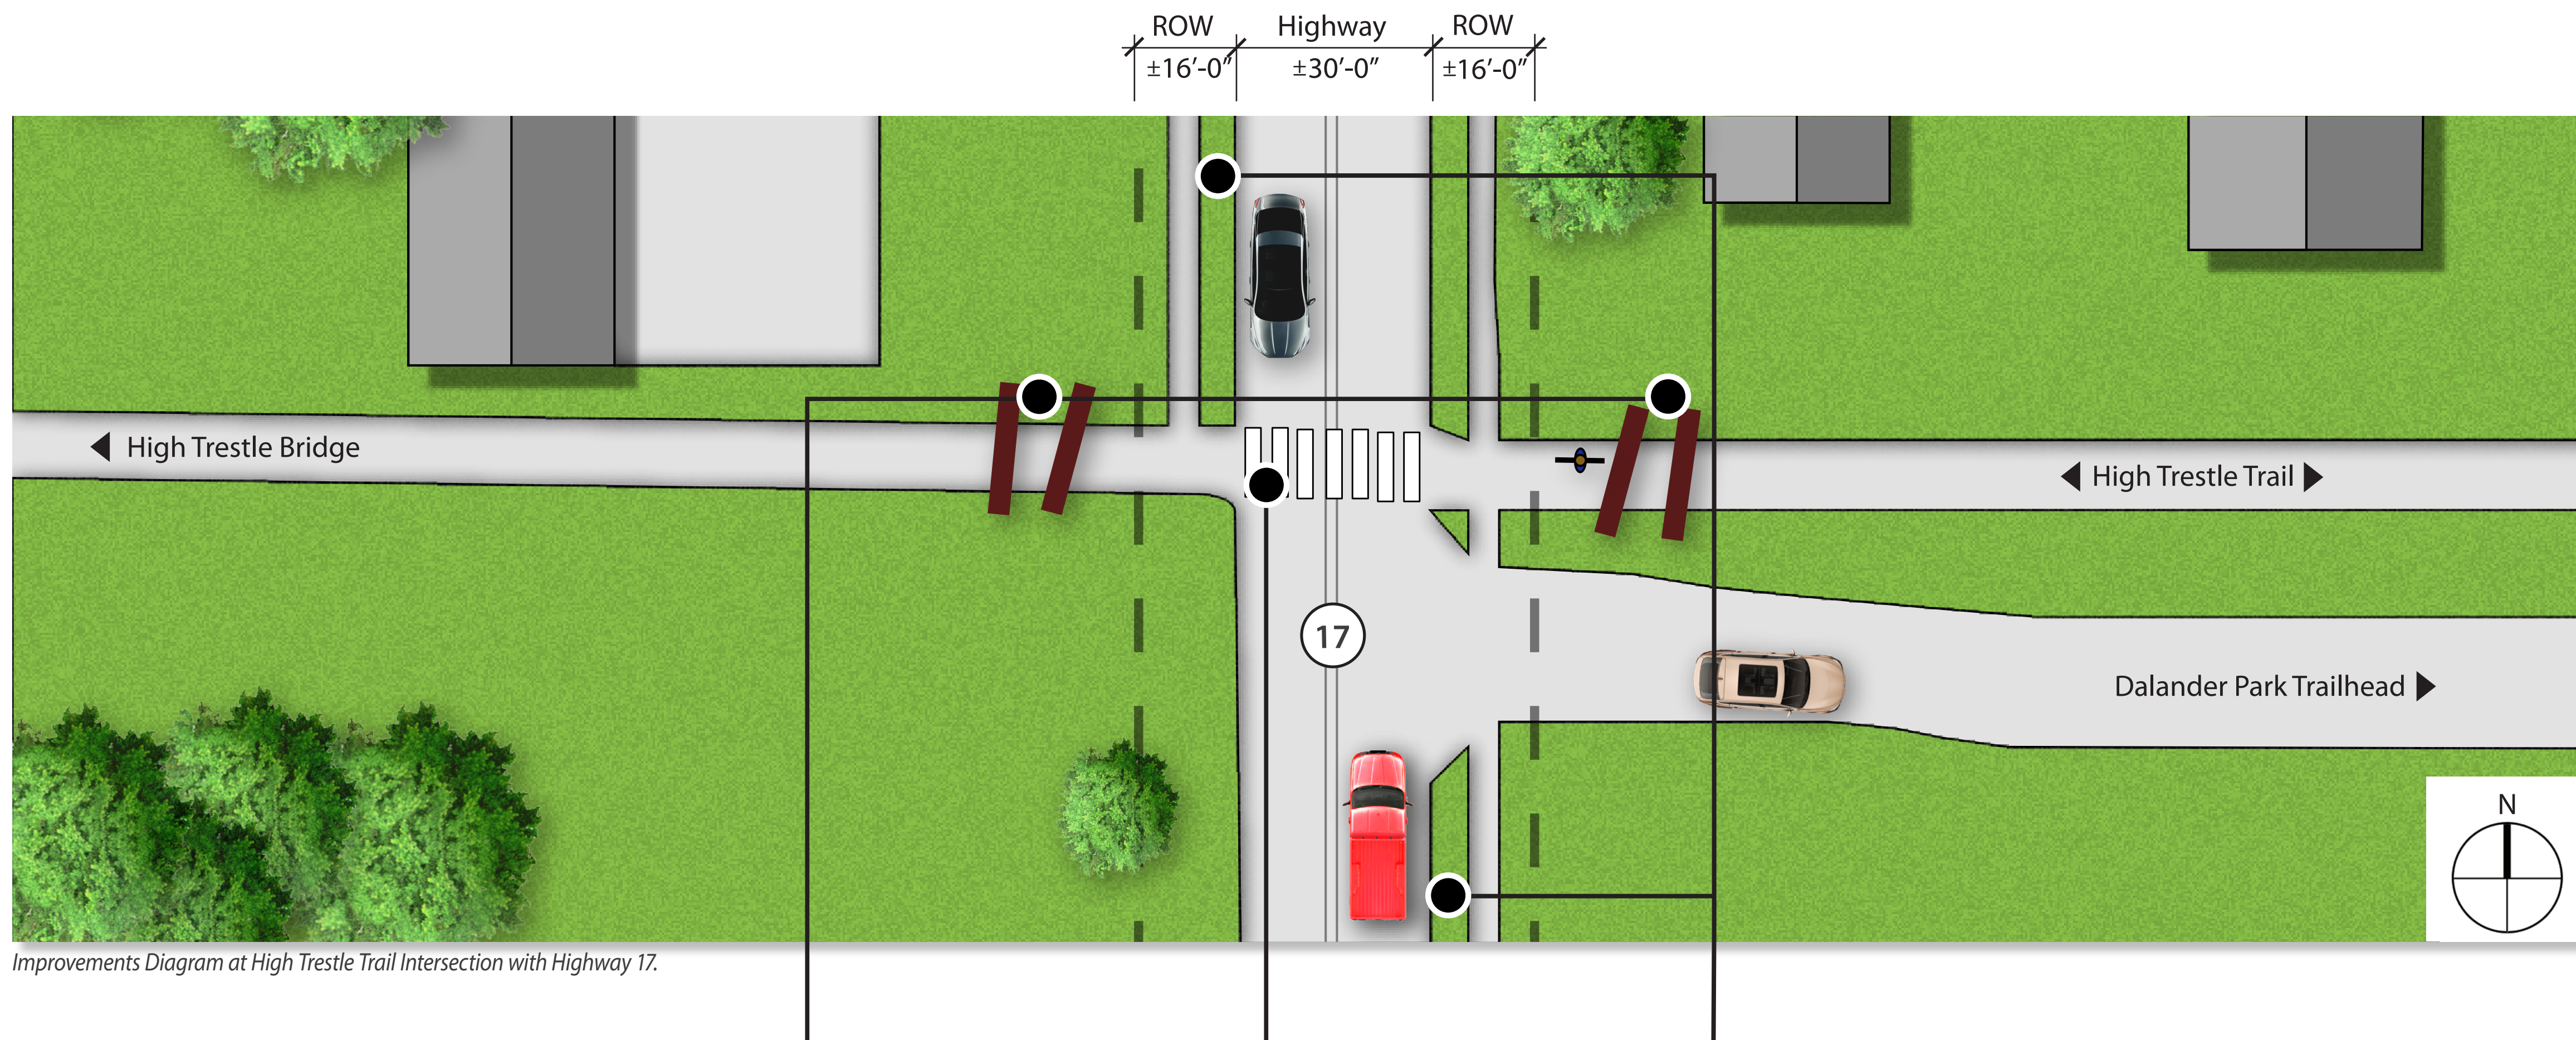 ROW Highway ROW
±16’-0” ±30’-0” ±16’-0”
High Trestle Bridge
High Trestle Trail
17
Dalander Park Trailhead
N
Improvements Diagram at High Trestle Trail Intersection with Highway 17.